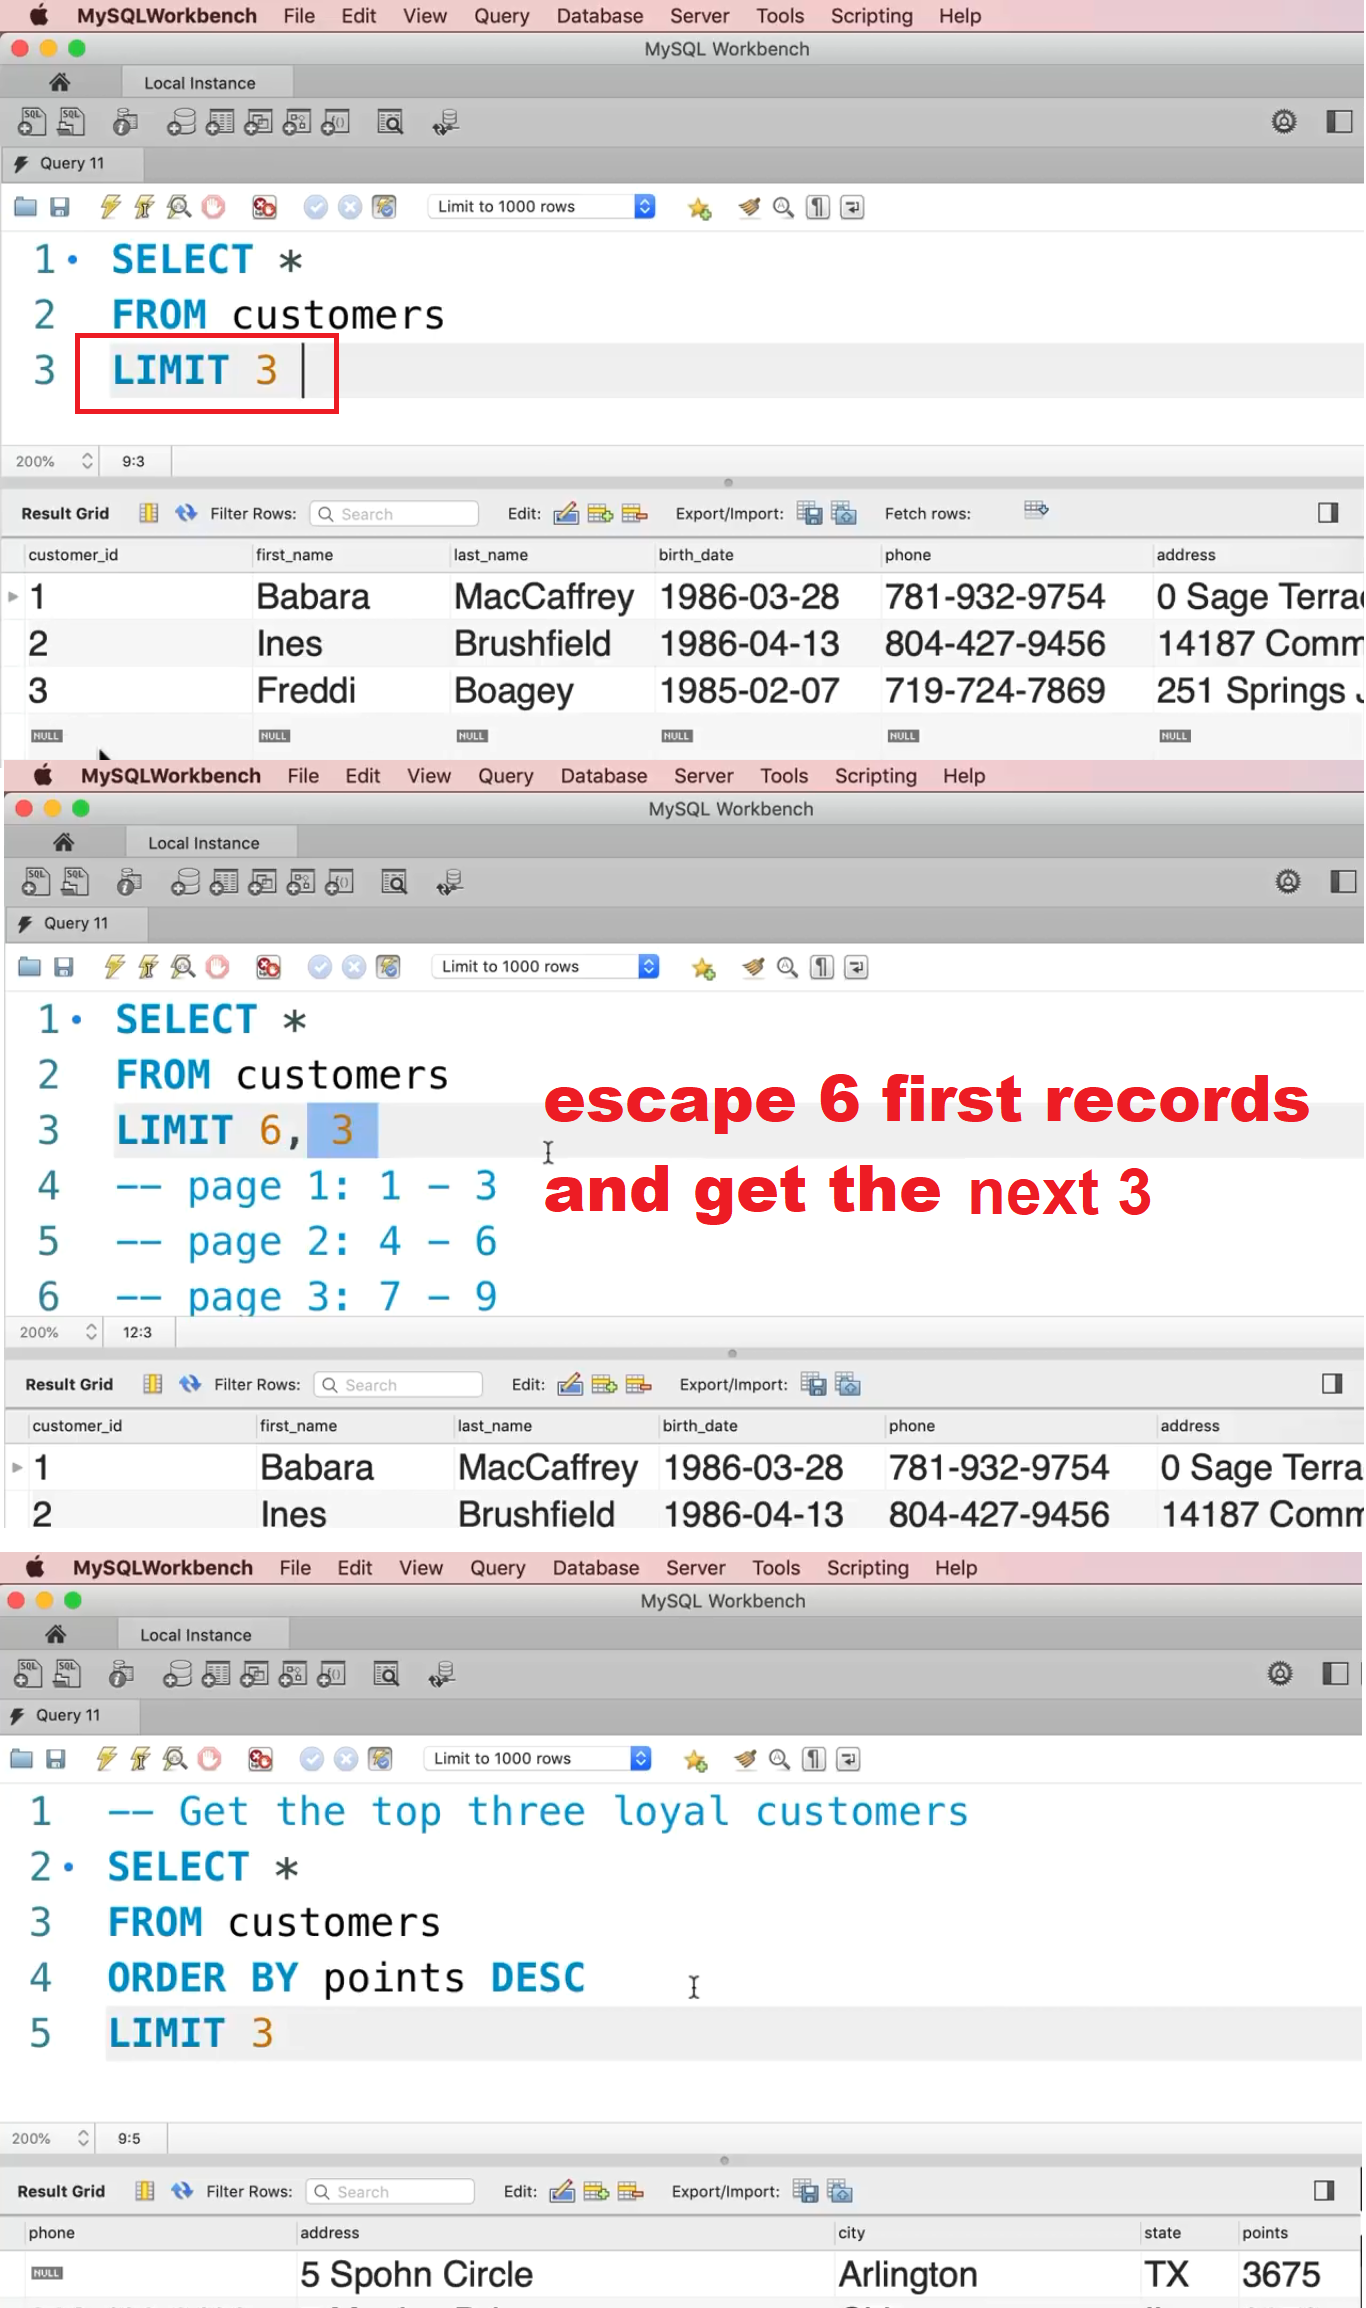 MySQLWorkbench File Edit View Query Database Server Tools Scripting Help
MySQL Workbench
Local Instance
Query 11
Limit to 1000 rows
1 SELECT *
2 FROM customers
3 LIMIT 3
200% 9:3
Result Grid Filter Rows: Search Edit: Export/Import: Fetch rows:
customer_id first_name last_name birth_date phone address
1 Babara MacCaffrey 1986-03-28 781-932-9754 0 Sage Terrac
2 Ines Brushfield 1986-04-13 804-427-9456 14187 Comm
3 Freddi Boagey 1985-02-07 719-724-7869 251 Springs J
NULL NULL NULL NULL NULL NULL
MySQLWorkbench File Edit View Query Database Server Tools Scripting Help
MySQL Workbench
Local Instance
Query 11
Limit to 1000 rows
1 SELECT *
2 FROM customers
3 LIMIT 6, 3
4 -- page 1: 1 - 3
5 -- page 2: 4 - 6
6 -- page 3: 7 - 9
escape 6 first records
and get the next 3
200% 12:3
Result Grid Filter Rows: Search Edit: Export/Import:
customer_id first_name last_name birth_date phone address
1 Babara MacCaffrey 1986-03-28 781-932-9754 0 Sage Terra
2 Ines Brushfield 1986-04-13 804-427-9456 14187 Comm
MySQLWorkbench File Edit View Query Database Server Tools Scripting Help
MySQL Workbench
Local Instance
Query 11
Limit to 1000 rows
1 -- Get the top three loyal customers
2 SELECT *
3 FROM customers
4 ORDER BY points DESC
5 LIMIT 3
200% 9:5
Result Grid Filter Rows: Search Edit: Export/Import:
phone address city state points
NULL 5 Spohn Circle Arlington TX 3675